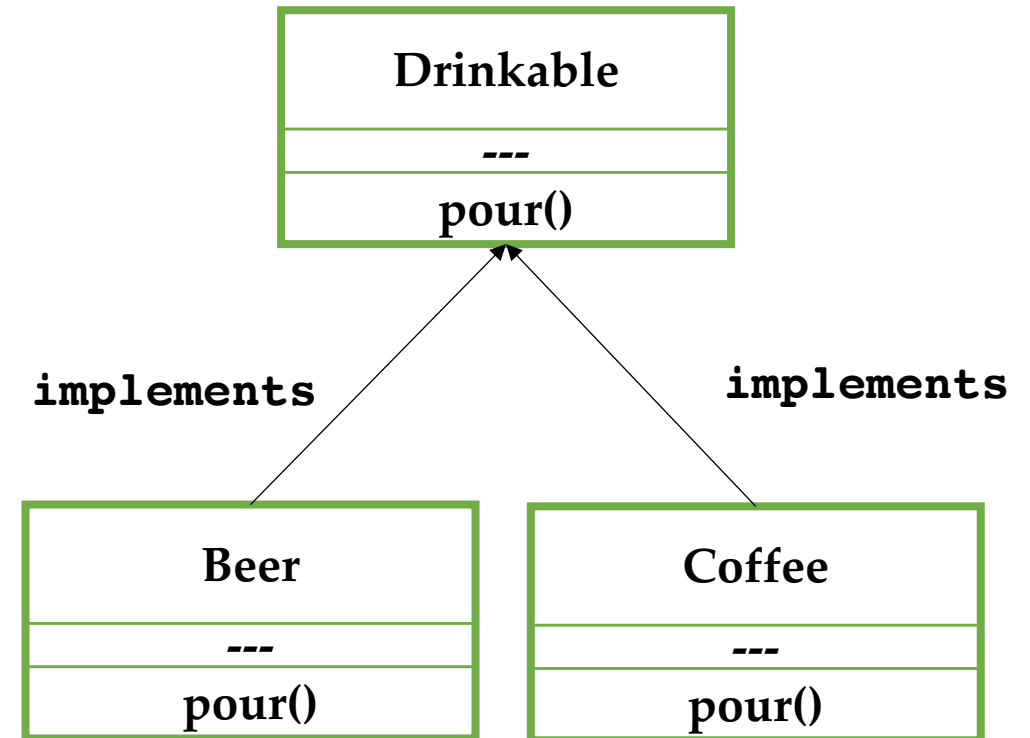 Drinkable
---
pour()
implements
implements
Beer
---
pour()
Coffee
---
pour()